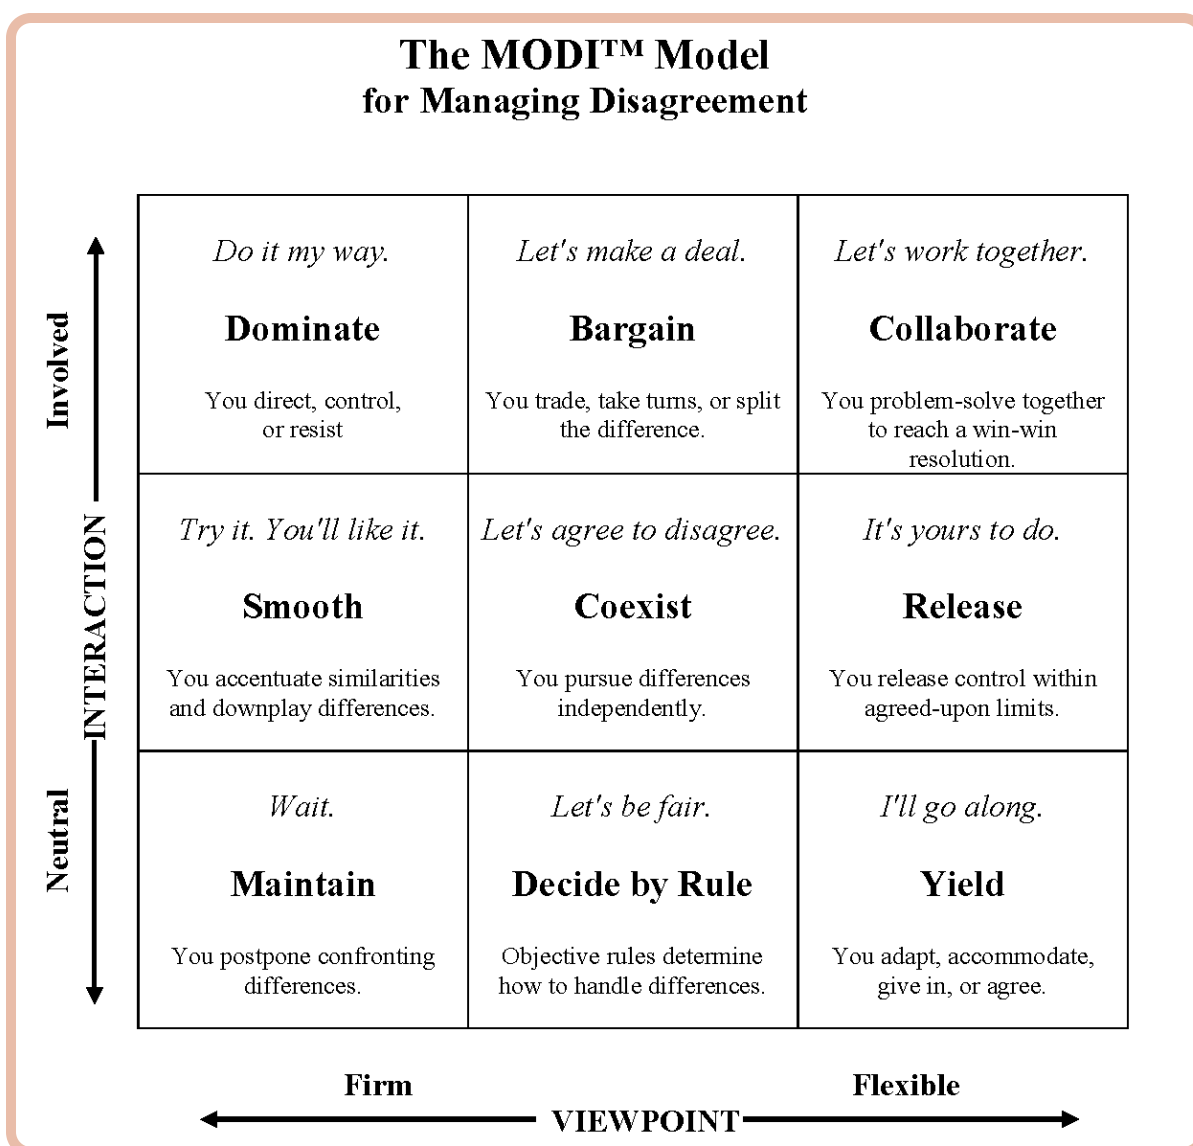 The MODI™ Model
for Managing Disagreement
Do it my way.
Dominate
You direct, control,
or resist
Let's make a deal.
Bargain
You trade, take turns, or split
the difference.
Let's work together.
Collaborate
You problem-solve together
to reach a win-win
resolution.
Try it. You'll like it.
Smooth
You accentuate similarities
and downplay differences.
Let's agree to disagree.
Coexist
You pursue differences
independently.
It's yours to do.
Release
You release control within
agreed-upon limits.
Wait.
Maintain
You postpone confronting
differences.
Let's be fair.
Decide by Rule
Objective rules determine
how to handle differences.
I'll go along.
Yield
You adapt, accommodate,
give in, or agree.
Involved
INTERACTION
Neutral
Firm
Flexible
VIEWPOINT